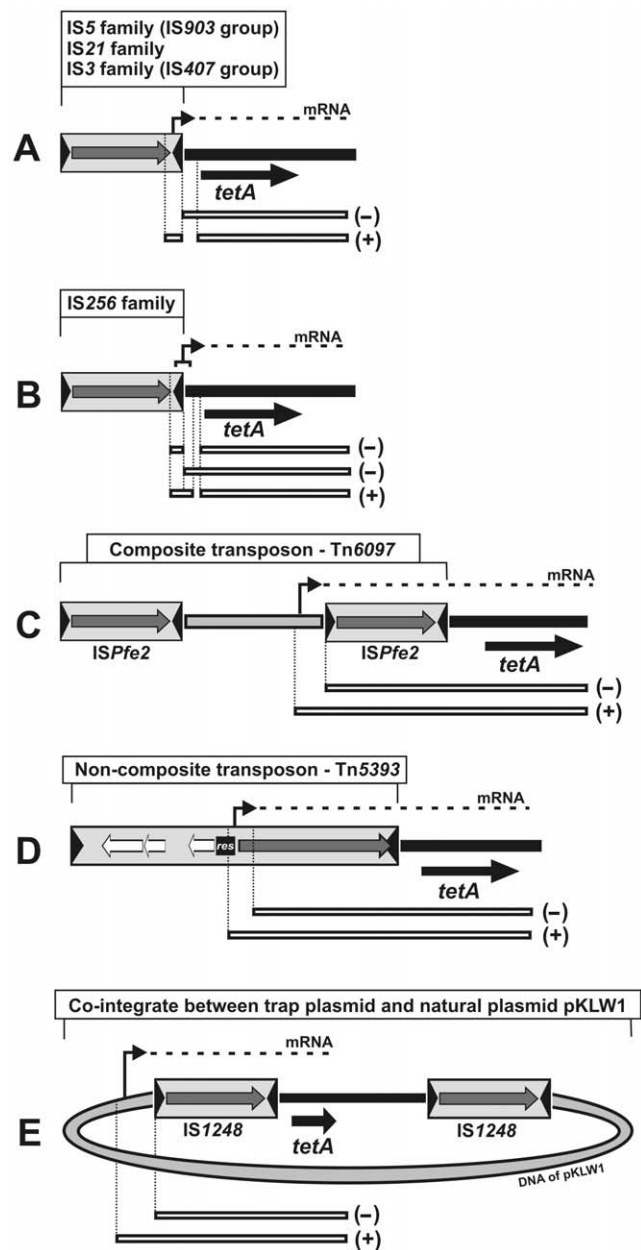 IS5 family (IS903 group)
IS21 family
IS3 family (IS407 group)
mRNA
A
tetA
(–)
(+)
IS256 family
mRNA
B
tetA
(–)
(–)
(+)
Composite transposon - Tn6097
mRNA
C
ISPfe2
ISPfe2
tetA
(–)
(+)
Non-composite transposon - Tn5393
mRNA
D
res
tetA
(–)
(+)
Co-integrate between trap plasmid and natural plasmid pKLW1
mRNA
E
IS1248
tetA
IS1248
DNA of pKLW1
(–)
(+)